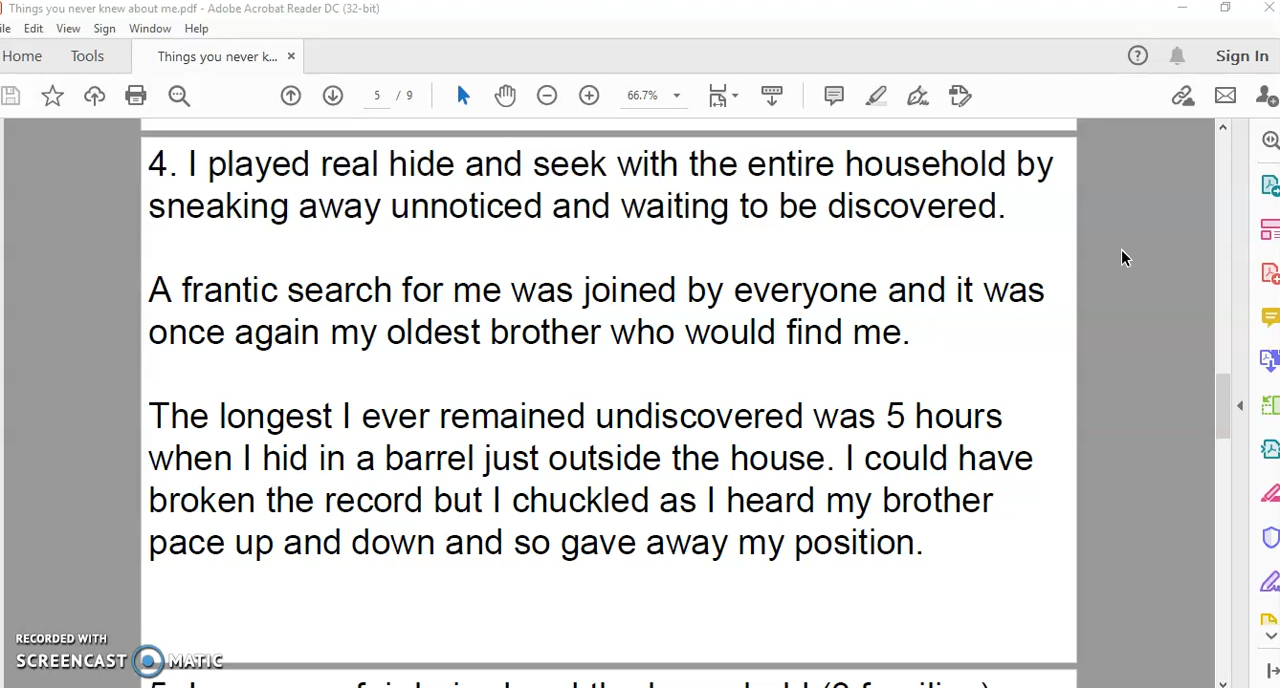 Things you never knew about me.pdf - Adobe Acrobat Reader DC (32-bit)
ile Edit View Sign Window Help
Home Tools Things you never k... × Sign In
5 / 9 66.7%
4. I played real hide and seek with the entire household by
sneaking away unnoticed and waiting to be discovered.
A frantic search for me was joined by everyone and it was
once again my oldest brother who would find me.
The longest I ever remained undiscovered was 5 hours
when I hid in a barrel just outside the house. I could have
broken the record but I chuckled as I heard my brother
pace up and down and so gave away my position.
RECORDED WITH
SCREENCAST MATIC